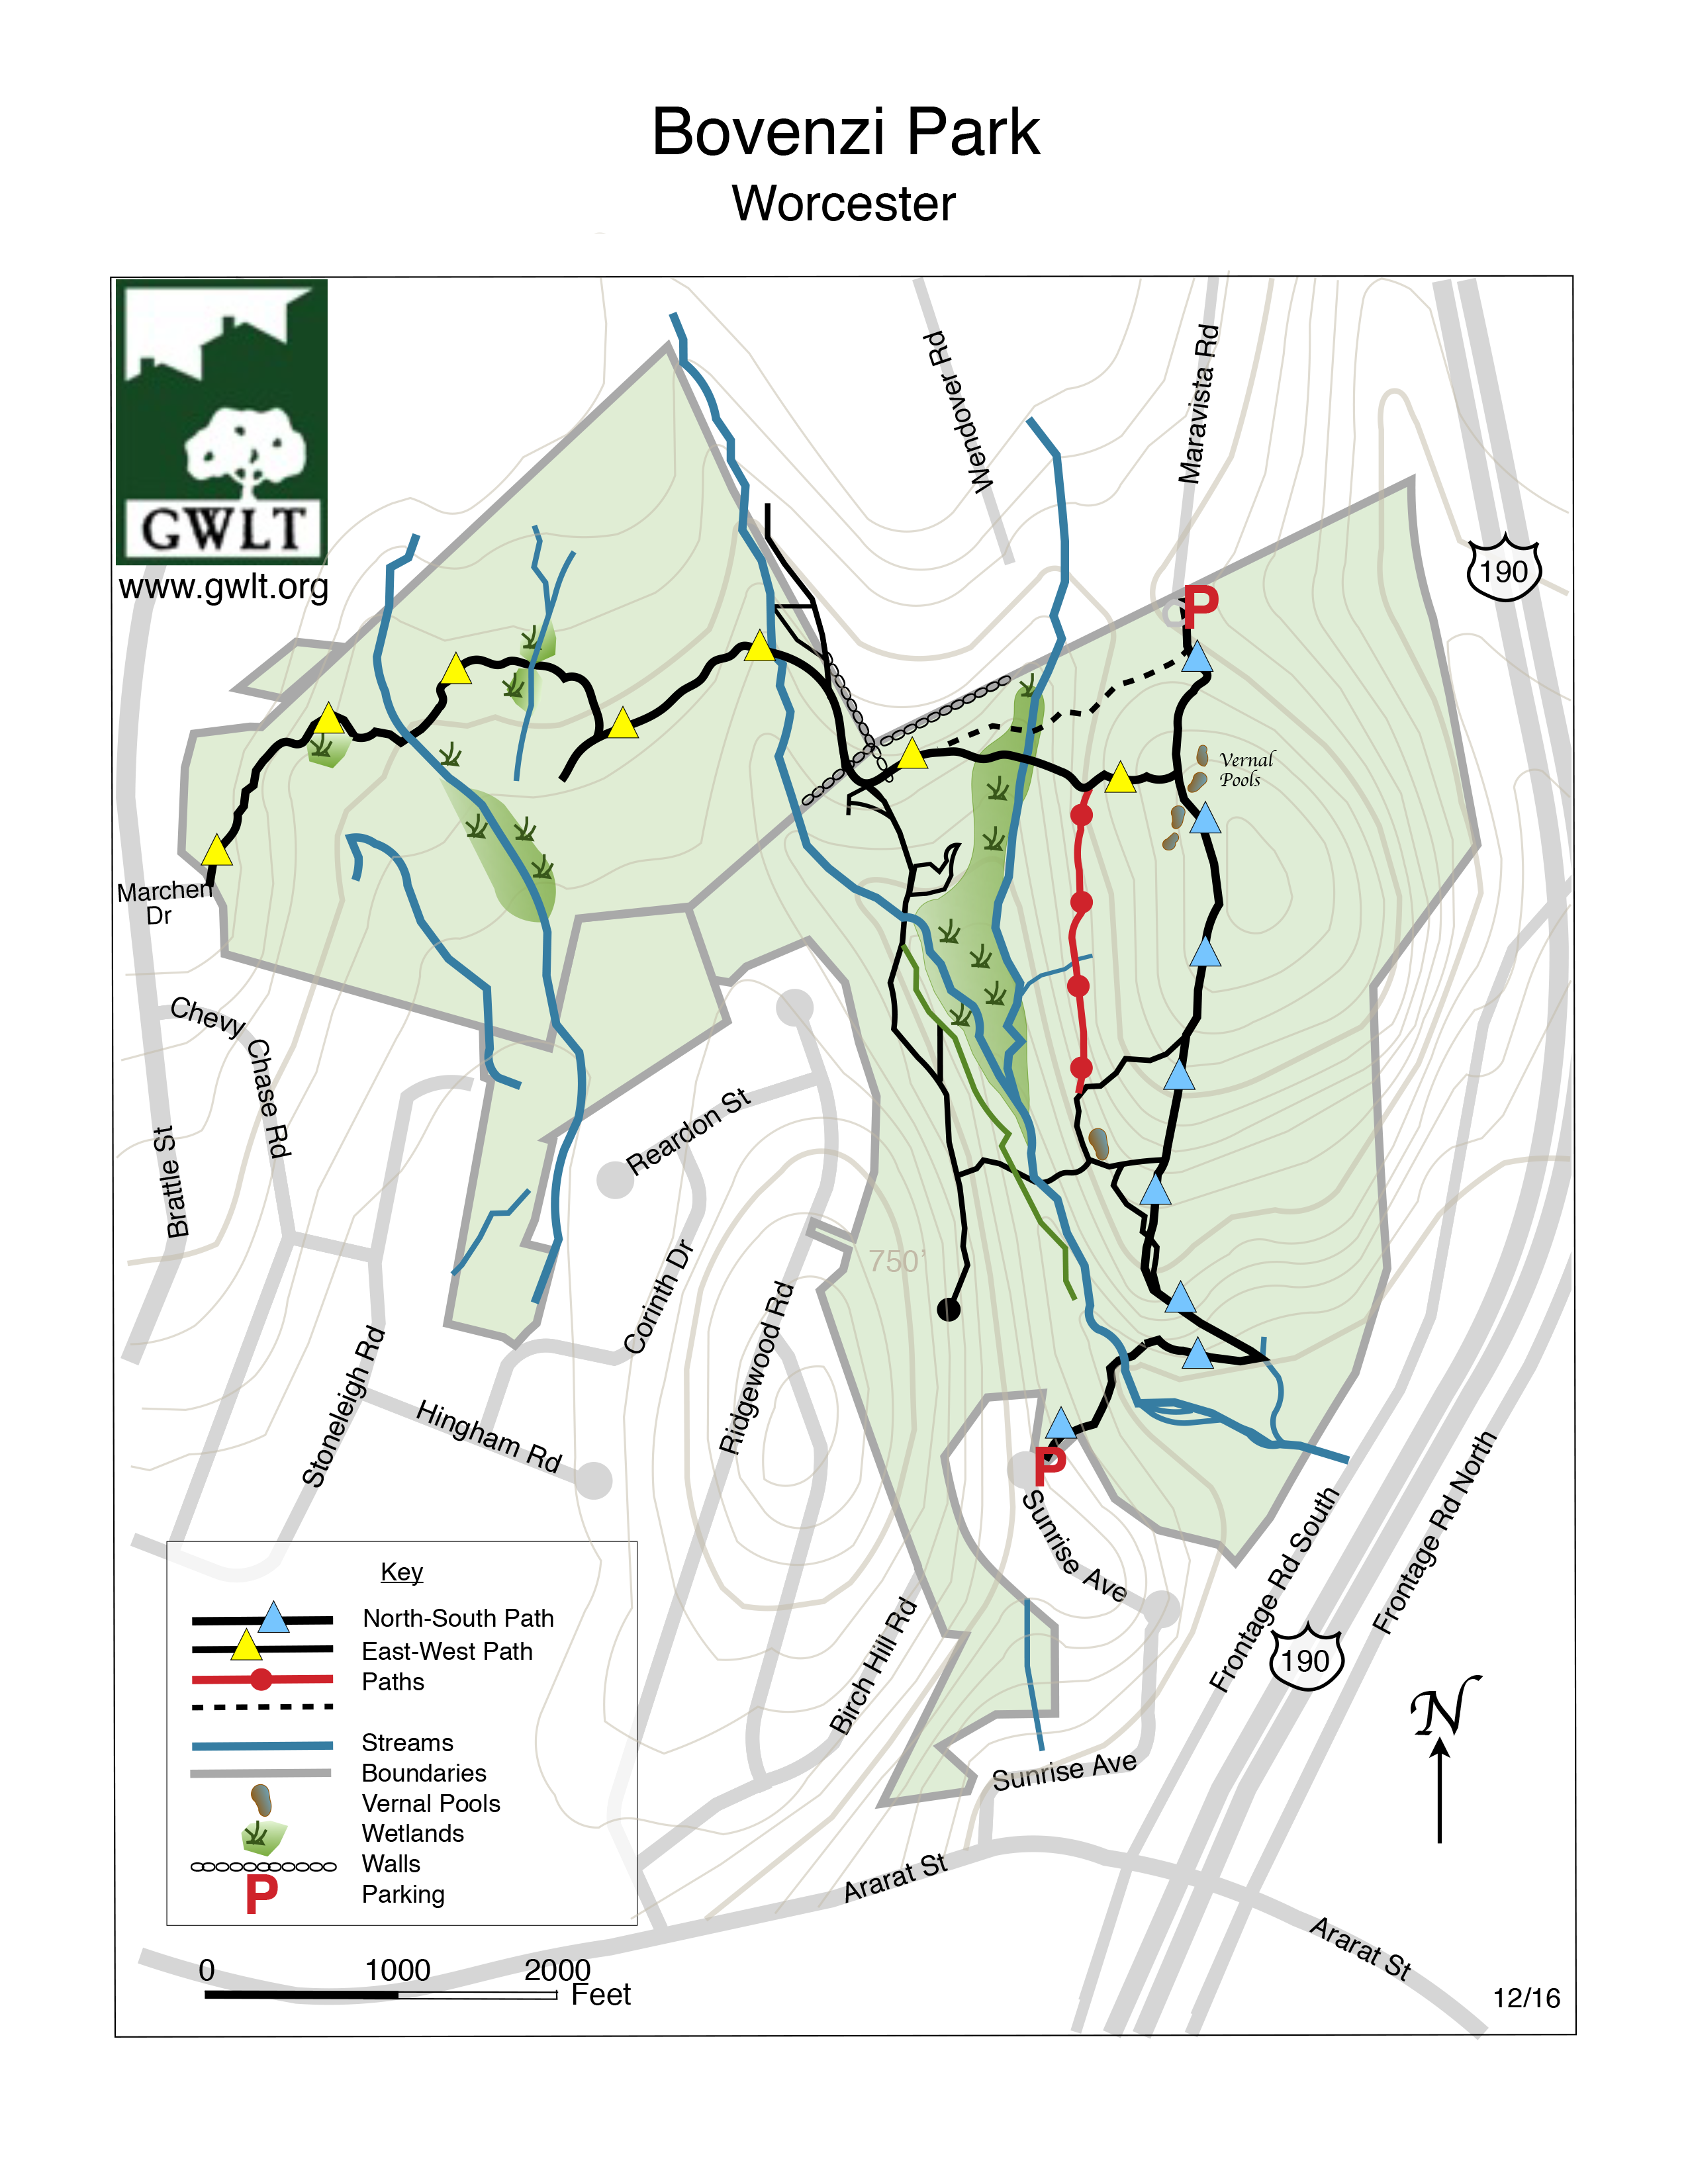 Bovenzi Park
Worcester
GWLT
www.gwlt.org
Wendover Rd
Maravista Rd
190
P
Vernal
Pools
Marchen
Dr
Chevy
Chase Rd
Brattle St
Reardon St
Corinth Dr
Ridgewood Rd
750'
Stoneleigh Rd
Hingham Rd
P
Sunrise Ave
Birch Hill Rd
Frontage Rd South
Frontage Rd North
190
N
Sunrise Ave
Ararat St
Ararat St
Key
North-South Path
East-West Path
Paths
Streams
Boundaries
Vernal Pools
Wetlands
Walls
P Parking
0 1000 2000
Feet
12/16